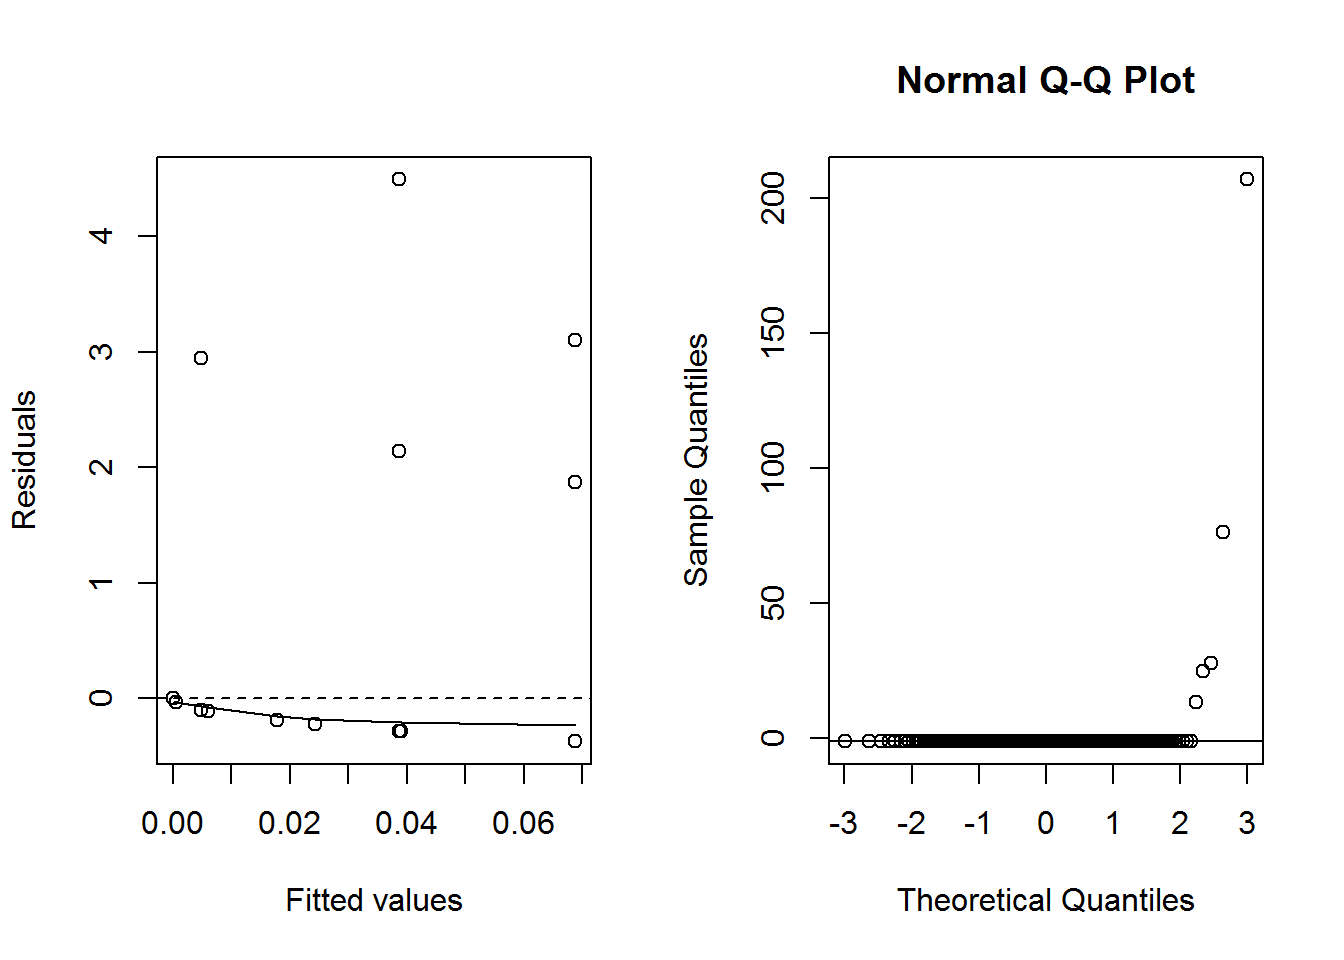 Residuals
4
3
2
1
0
0.00 0.02 0.04 0.06
Fitted values
Normal Q-Q Plot
Sample Quantiles
200
150
100
50
0
-3 -2 -1 0 1 2 3
Theoretical Quantiles